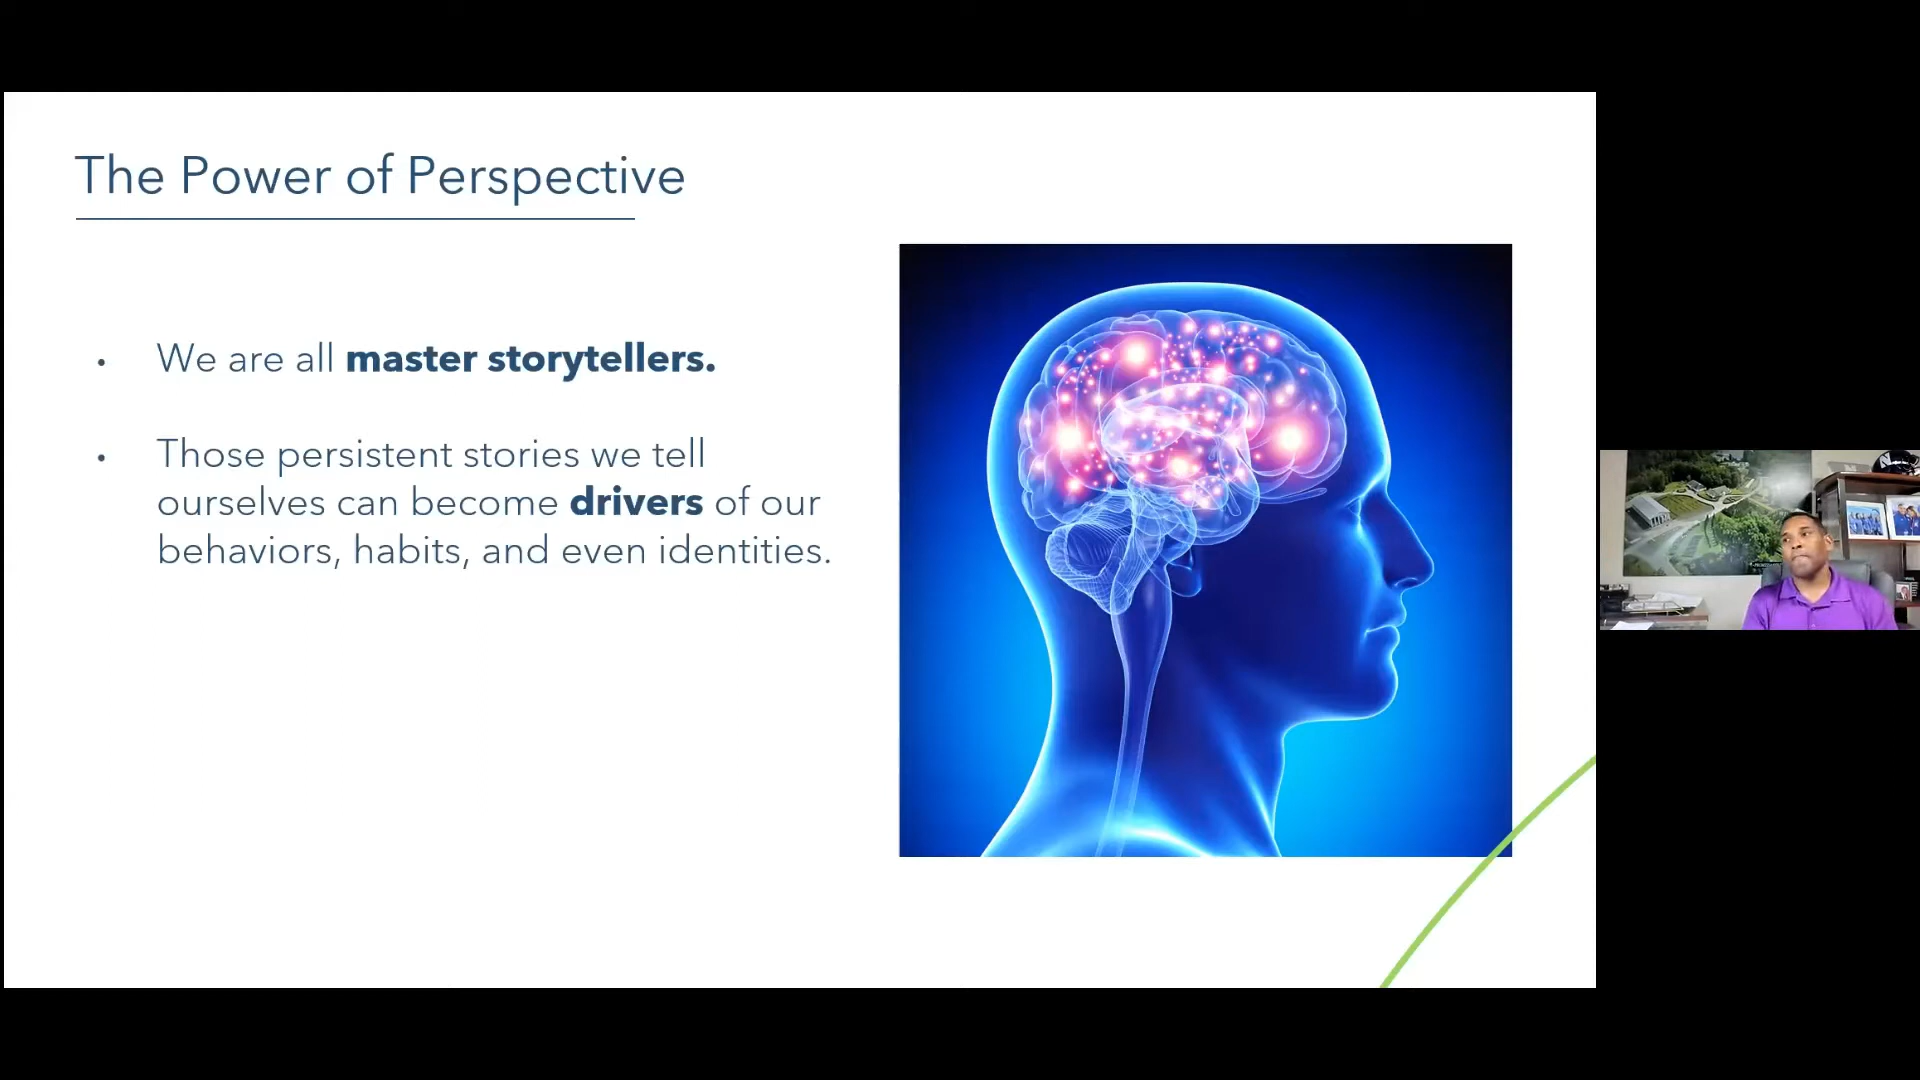 The Power of Perspective
• We are all master storytellers.
• Those persistent stories we tell
ourselves can become drivers of our
behaviors, habits, and even identities.
N